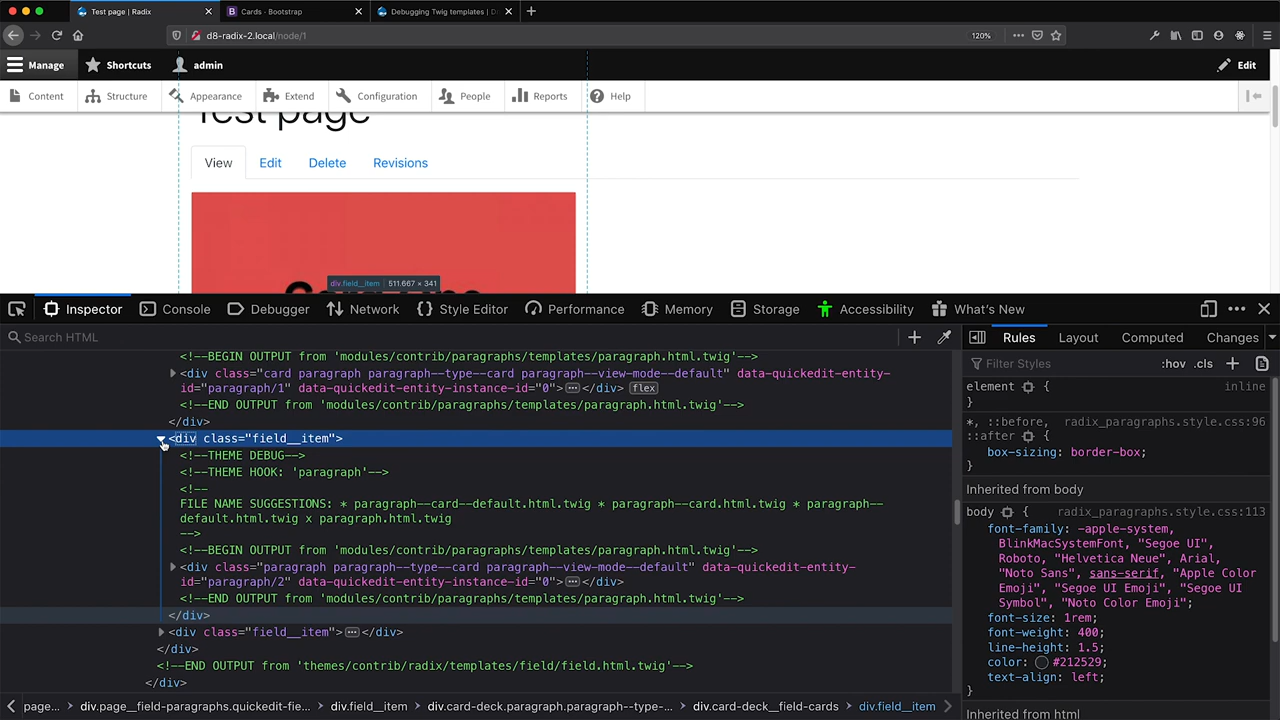 Test page | Radix
Cards · Bootstrap
Debugging Twig templates | D
d8-radix-2.local/node/1
120%
Manage
Shortcuts
admin
Edit
Content
Structure
Appearance
Extend
Configuration
People
Reports
Help
Test page
View
Edit
Delete
Revisions
div.field__item | 511.667 × 341
Inspector
Console
Debugger
Network
{} Style Editor
Performance
Memory
Storage
Accessibility
What's New
Search HTML
Rules
Layout
Computed
Changes
Filter Styles
:hov .cls
<!--BEGIN OUTPUT from 'modules/contrib/paragraphs/templates/paragraph.html.twig'-->
<div class="card paragraph paragraph--type--card paragraph--view-mode--default" data-quickedit-entity-
id="paragraph/1" data-quickedit-entity-instance-id="0"></div> flex
<!--END OUTPUT from 'modules/contrib/paragraphs/templates/paragraph.html.twig'-->
</div>
<div class="field__item">
<!--THEME DEBUG-->
<!--THEME HOOK: 'paragraph'-->
<!--
FILE NAME SUGGESTIONS: * paragraph--card--default.html.twig * paragraph--card.html.twig * paragraph--
default.html.twig x paragraph.html.twig
-->
<!--BEGIN OUTPUT from 'modules/contrib/paragraphs/templates/paragraph.html.twig'-->
<div class="paragraph paragraph--type--card paragraph--view-mode--default" data-quickedit-entity-
id="paragraph/2" data-quickedit-entity-instance-id="0"></div>
<!--END OUTPUT from 'modules/contrib/paragraphs/templates/paragraph.html.twig'-->
</div>
<div class="field__item"></div>
</div>
<!--END OUTPUT from 'themes/contrib/radix/templates/field/field.html.twig'-->
</div>
element { inline
}
*, ::before, radix_paragraphs.style.css:96
::after {
box-sizing: border-box;
}
Inherited from body
body { radix_paragraphs.style.css:113
font-family: -apple-system,
BlinkMacSystemFont, "Segoe UI",
Roboto, "Helvetica Neue", Arial,
"Noto Sans", sans-serif, "Apple Color
Emoji", "Segoe UI Emoji", "Segoe UI
Symbol", "Noto Color Emoji";
font-size: 1rem;
font-weight: 400;
line-height: 1.5;
color: #212529;
text-align: left;
}
Inherited from html
page...
div.page__field-paragraphs.quickedit-fie...
div.field__item
div.card-deck.paragraph.paragraph--type-...
div.card-deck__field-cards
div.field__item